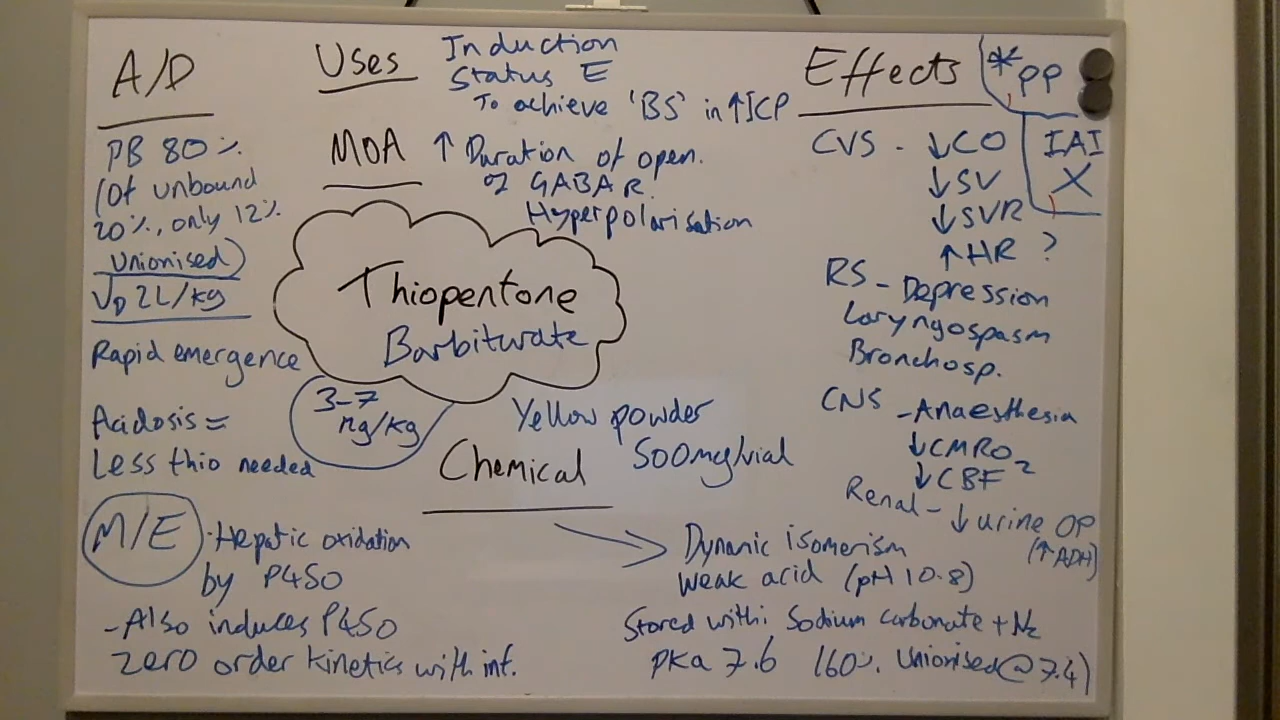 A/D
PB 80%
(Of unbound
20%, only 12%
unionised)
VD 2L/kg
Rapid emergence
Acidosis =
Less thio needed
M/E
- Hepatic oxidation
by P450
- Also induces P450
Zero order kinetics with inf.
Uses
Induction
Status E
To achieve 'BS' in ↑ICP
MOA
↑ Duration of open.
of GABAR.
Hyperpolarisation
Thiopentone
Barbiturate
3-7
mg/kg
Yellow powder
500mg/vial
Chemical
Dynamic isomerism
weak acid (pH 10.8)
Stored with: Sodium carbonate + N2
pKa 7.6 (60% Unionised @ 7.4)
Effects
*PP
IAI
X
CVS - ↓CO
↓SV
↓SVR
↑HR ?
RS - Depression
Laryngospasm
Bronchosp.
CNS - Anaesthesia
↓CMRO2
↓CBF
Renal - ↓urine OP
(↑ADH)